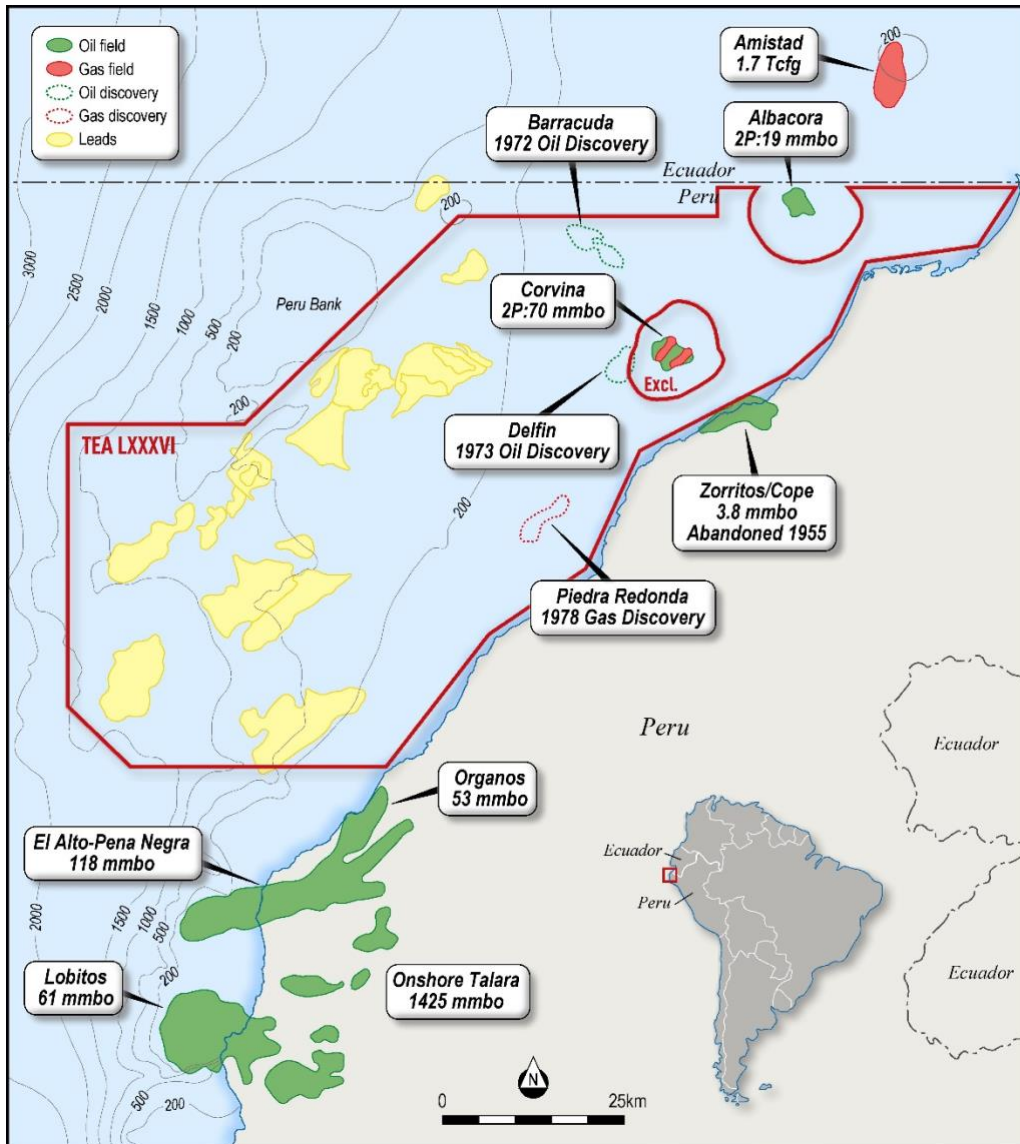 Oil field
Gas field
Oil discovery
Gas discovery
Leads
200
Amistad
1.7 Tcfg
Barracuda
1972 Oil Discovery
Albacora
2P:19 mmbo
Ecuador
Peru
200
3000
2500
2000
1500
1000
500
200
Peru Bank
Corvina
2P:70 mmbo
Excl.
200
TEA LXXXVI
Delfin
1973 Oil Discovery
200
Zorritos/Cope
3.8 mmbo
Abandoned 1955
Piedra Redonda
1978 Gas Discovery
Peru
Ecuador
Organos
53 mmbo
El Alto-Pena Negra
118 mmbo
Ecuador
Peru
2000
1500
1000
500
200
Lobitos
61 mmbo
Onshore Talara
1425 mmbo
Ecuador
500
200
N
0
25km